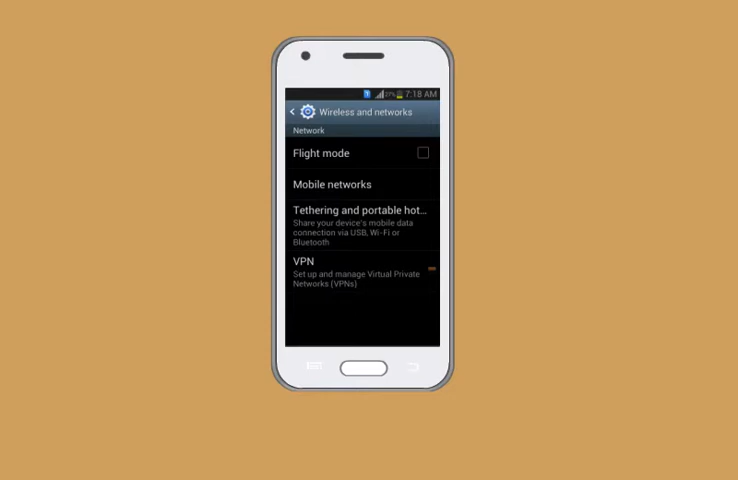 27% 7:18 AM
Wireless and networks
Network
Flight mode
Mobile networks
Tethering and portable hot...
Share your device's mobile data
connection via USB, Wi-Fi or
Bluetooth
VPN
Set up and manage Virtual Private
Networks (VPNs)